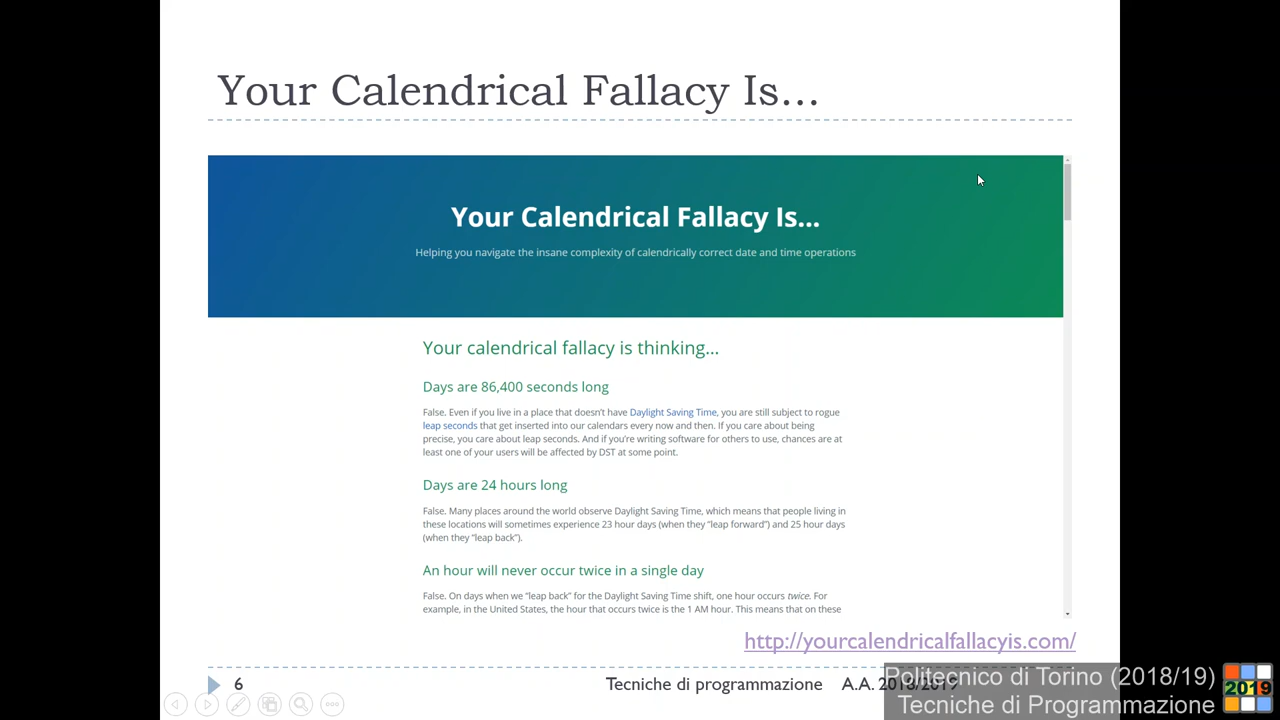 Your Calendrical Fallacy Is...
Your Calendrical Fallacy Is...
Helping you navigate the insane complexity of calendrically correct date and time operations
Your calendrical fallacy is thinking...
Days are 86,400 seconds long
False. Even if you live in a place that doesn't have Daylight Saving Time, you are still subject to rogue
leap seconds that get inserted into our calendars every now and then. If you care about being
precise, you care about leap seconds. And if you're writing software for others to use, chances are at
least one of your users will be affected by DST at some point.
Days are 24 hours long
False. Many places around the world observe Daylight Saving Time, which means that people living in
these locations will sometimes experience 23 hour days (when they "leap forward") and 25 hour days
(when they "leap back").
An hour will never occur twice in a single day
False. On days when we "leap back" for the Daylight Saving Time shift, one hour occurs twice. For
example, in the United States, the hour that occurs twice is the 1 AM hour. This means that on these
http://yourcalendricalfallacyis.com/
6
Tecniche di programmazione A.A. 2018/2019
Politecnico di Torino (2018/19)
Tecniche di Programmazione
2019